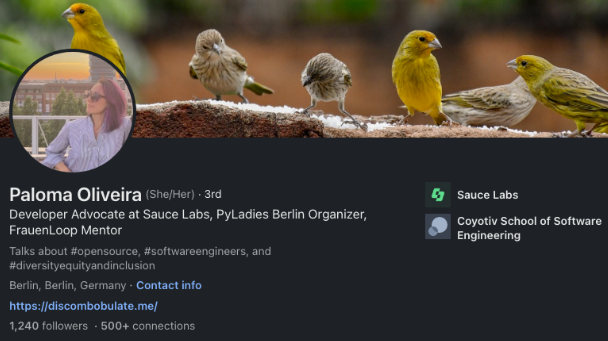 Paloma Oliveira (She/Her) · 3rd
Developer Advocate at Sauce Labs, PyLadies Berlin Organizer,
FrauenLoop Mentor
Talks about #opensource, #softwareengineers, and
#diversityequityandinclusion
Berlin, Berlin, Germany · Contact info
https://discombobulate.me/
1,240 followers · 500+ connections
Sauce Labs
Coyotiv School of Software
Engineering